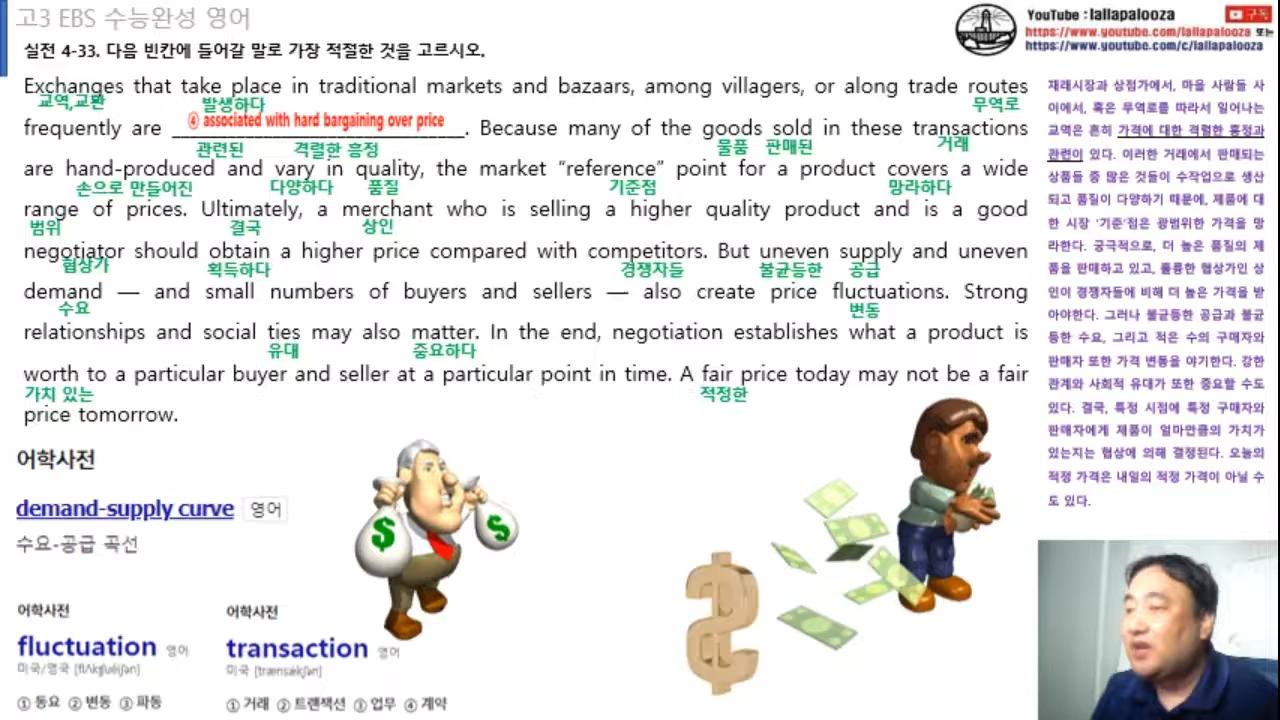 고3 EBS 수능완성 영어
YouTube : lallapalooza
구독
https://www.youtube.com/lallapalooza 또는
https://www.youtube.com/c/lallapalooza
실전 4-33. 다음 빈칸에 들어갈 말로 가장 적절한 것을 고르시오.
Exchanges that take place in traditional markets and bazaars, among villagers, or along trade routes
교역,교환 발생하다 무역로
④ associated with hard bargaining over price
frequently are ____________________________. Because many of the goods sold in these transactions
관련된 격렬한 흥정 물품 판매된 거래
are hand-produced and vary in quality, the market “reference” point for a product covers a wide
손으로 만들어진 다양하다 품질 기준점 망라하다
range of prices. Ultimately, a merchant who is selling a higher quality product and is a good
범위 결국 상인
negotiator should obtain a higher price compared with competitors. But uneven supply and uneven
협상가 획득하다 경쟁자들 불균등한 공급
demand — and small numbers of buyers and sellers — also create price fluctuations. Strong
수요 변동
relationships and social ties may also matter. In the end, negotiation establishes what a product is
유대 중요하다
worth to a particular buyer and seller at a particular point in time. A fair price today may not be a fair
가치 있는 적정한
price tomorrow.
재래시장과 상점가에서, 마을 사람들 사
이에서, 혹은 무역로를 따라서 일어나는
교역은 흔히 가격에 대한 격렬한 흥정과
관련이 있다. 이러한 거래에서 판매되는
상품들 중 많은 것들이 수작업으로 생산
되고 품질이 다양하기 때문에, 제품에 대
한 시장 ‘기준’점은 광범위한 가격을 망
라한다. 궁극적으로, 더 높은 품질의 제
품을 판매하고 있고, 훌륭한 협상가인 상
인이 경쟁자들에 비해 더 높은 가격을 받
아야한다. 그러나 불균등한 공급과 불균
등한 수요, 그리고 적은 수의 구매자와
판매자 또한 가격 변동을 야기한다. 강한
관계와 사회적 유대가 또한 중요할 수도
있다. 결국, 특정 시점에 특정 구매자와
판매자에게 제품이 얼마만큼의 가치가
있는지는 협상에 의해 결정된다. 오늘의
적정 가격은 내일의 적정 가격이 아닐 수
도 있다.
어학사전
demand-supply curve 영어
수요-공급 곡선
$ $
어학사전
fluctuation 영어
미국/영국 [flʌktʃuéiʃən]
① 동요 ② 변동 ③ 파동
어학사전
transaction 영어
미국 [trænsækʃən]
① 거래 ② 트랜잭션 ③ 업무 ④ 계약